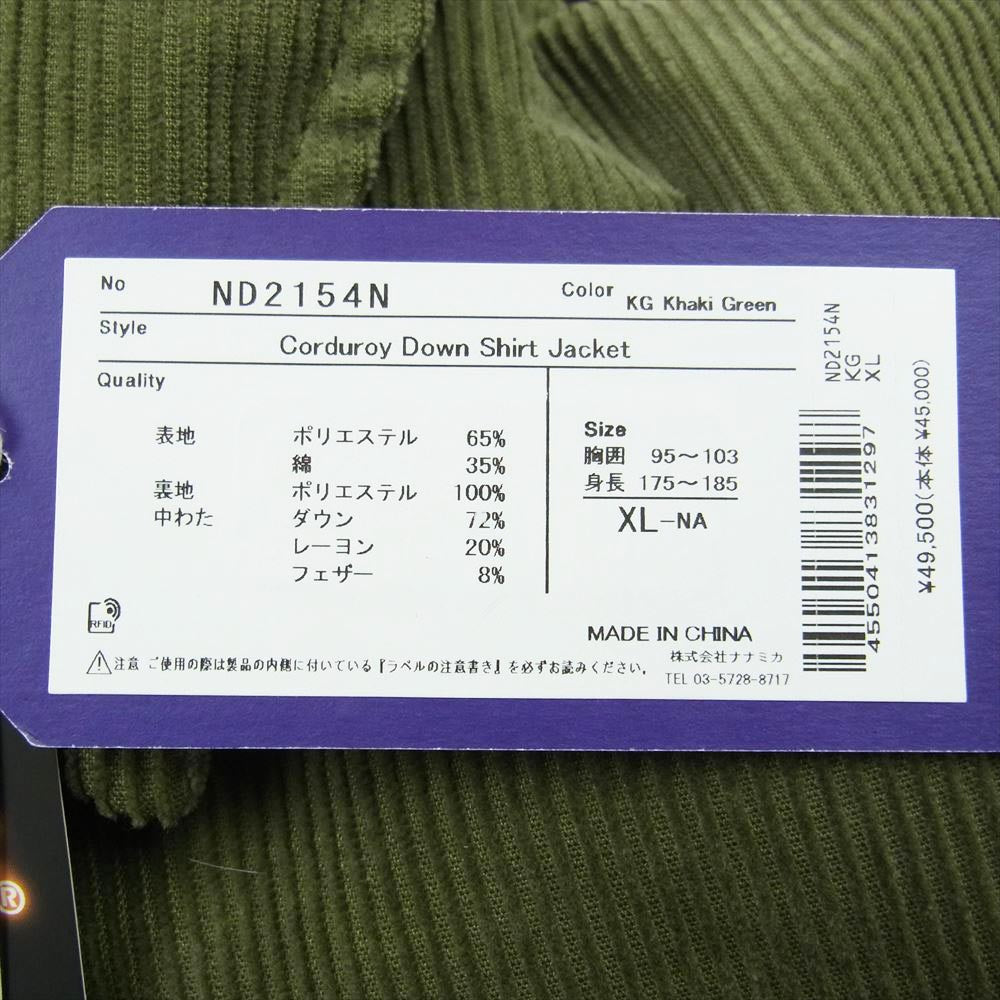 No ND2154N Color KG Khaki Green
Style
Corduroy Down Shirt Jacket
Quality
表地 ポリエステル 65%
綿 35%
裏地 ポリエステル 100%
中わた ダウン 72%
レーヨン 20%
フェザー 8%
Size
胸囲 95〜103
身長 175〜185
XL-NA
RFID
MADE IN CHINA
株式会社ナナミカ
TEL 03-5728-8717
注意 ご使用の際は製品の内側に付いている『ラベルの注意書き』を必ずお読みください。
ND2154N
KG
XL
4550413831297
¥49,500(本体¥45,000)
®